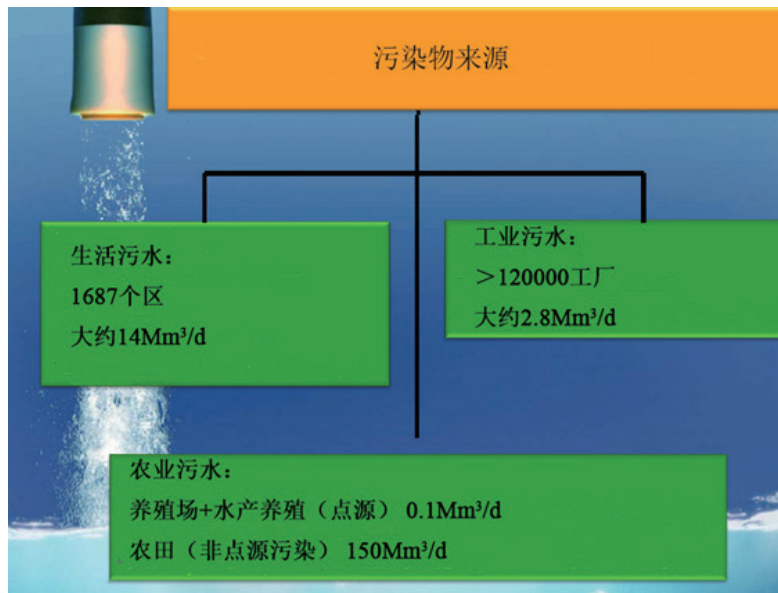 污染物来源
生活污水：
1687个区
大约14Mm³/d
工业污水：
＞120000工厂
大约2.8Mm³/d
农业污水：
养殖场+水产养殖（点源） 0.1Mm³/d
农田（非点源污染） 150Mm³/d